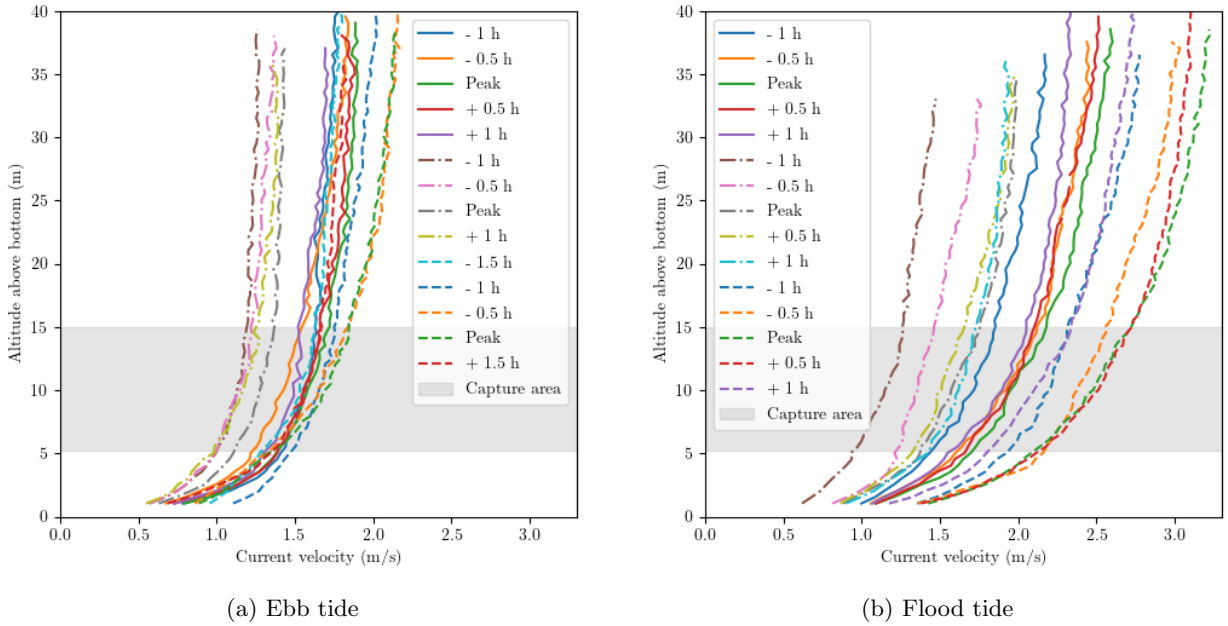 40
35
30
25
20
15
10
5
0
Altitude above bottom (m)
0.0 0.5 1.0 1.5 2.0 2.5 3.0
Current velocity (m/s)
- 1 h
- 0.5 h
Peak
+ 0.5 h
+ 1 h
- 1 h
- 0.5 h
Peak
+ 1 h
- 1.5 h
- 1 h
- 0.5 h
Peak
+ 1.5 h
Capture area
(a) Ebb tide
40
35
30
25
20
15
10
5
0
Altitude above bottom (m)
0.0 0.5 1.0 1.5 2.0 2.5 3.0
Current velocity (m/s)
- 1 h
- 0.5 h
Peak
+ 0.5 h
+ 1 h
- 1 h
- 0.5 h
Peak
+ 0.5 h
+ 1 h
- 1 h
- 0.5 h
Peak
+ 0.5 h
+ 1 h
Capture area
(b) Flood tide